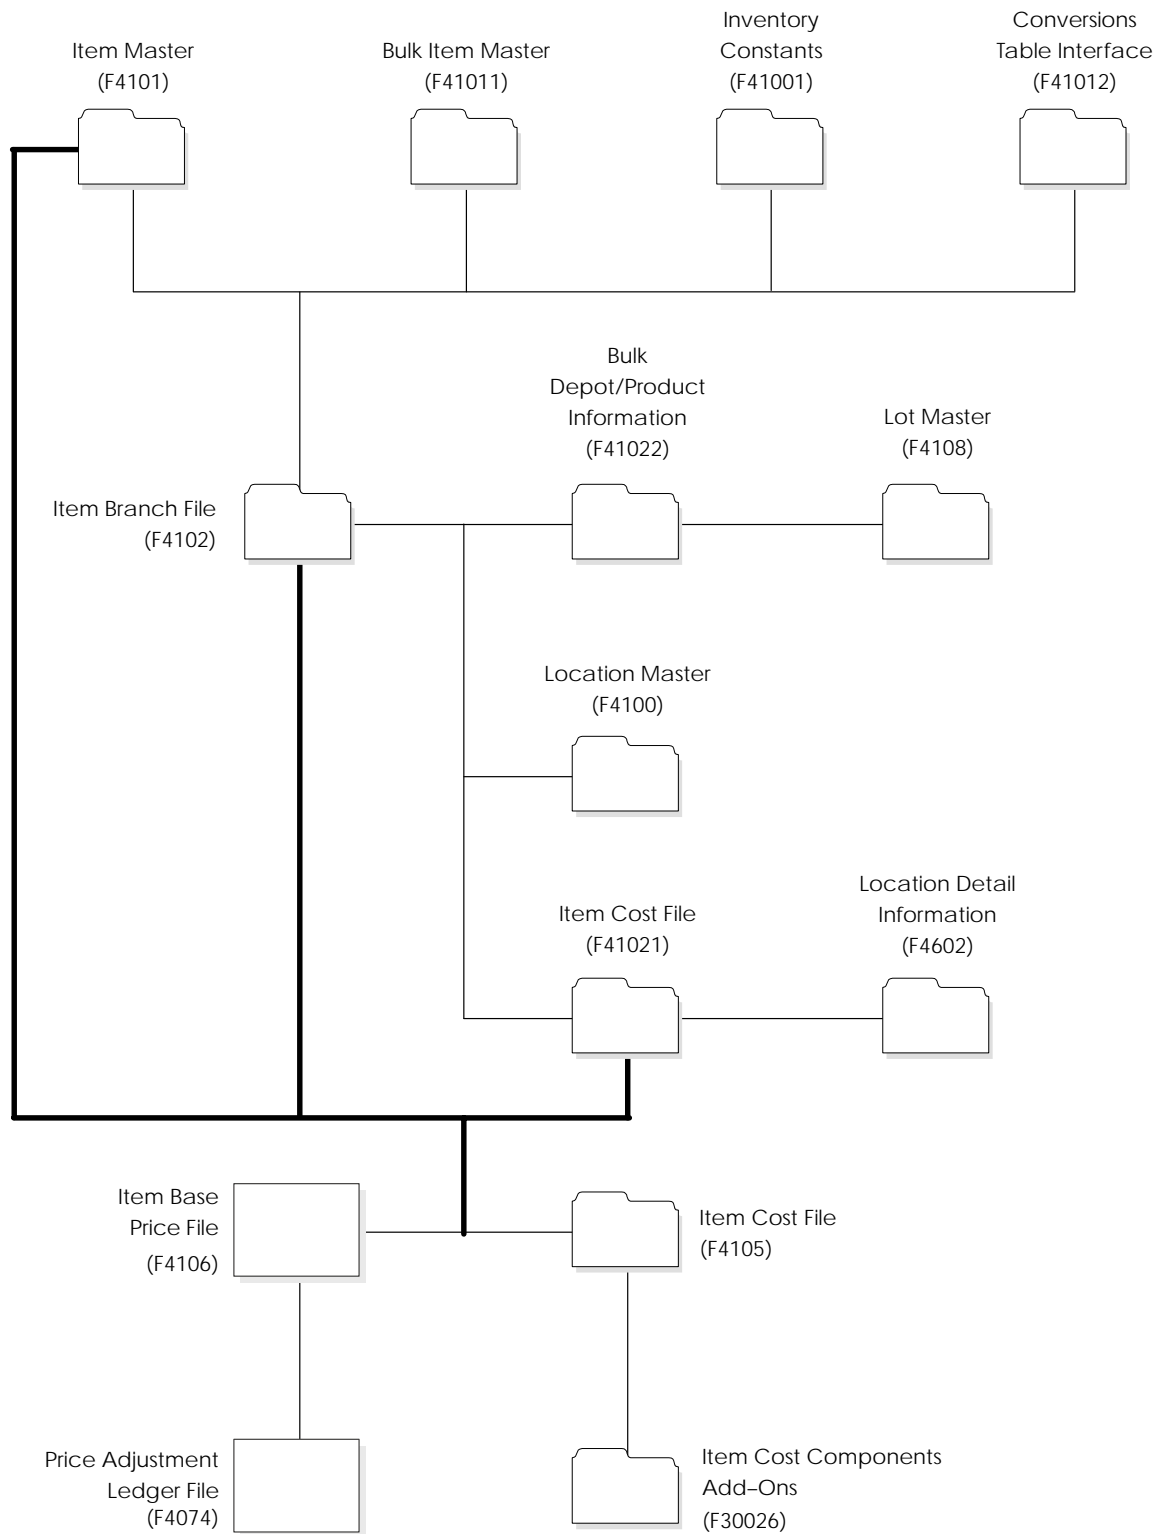 Item Master
(F4101)
Bulk Item Master
(F41011)
Inventory
Constants
(F41001)
Conversions
Table Interface
(F41012)
Bulk
Depot/Product
Information
(F41022)
Lot Master
(F4108)
Item Branch File
(F4102)
Location Master
(F4100)
Item Cost File
(F41021)
Location Detail
Information
(F4602)
Item Base
Price File
(F4106)
Item Cost File
(F4105)
Price Adjustment
Ledger File
(F4074)
Item Cost Components
Add-Ons
(F30026)